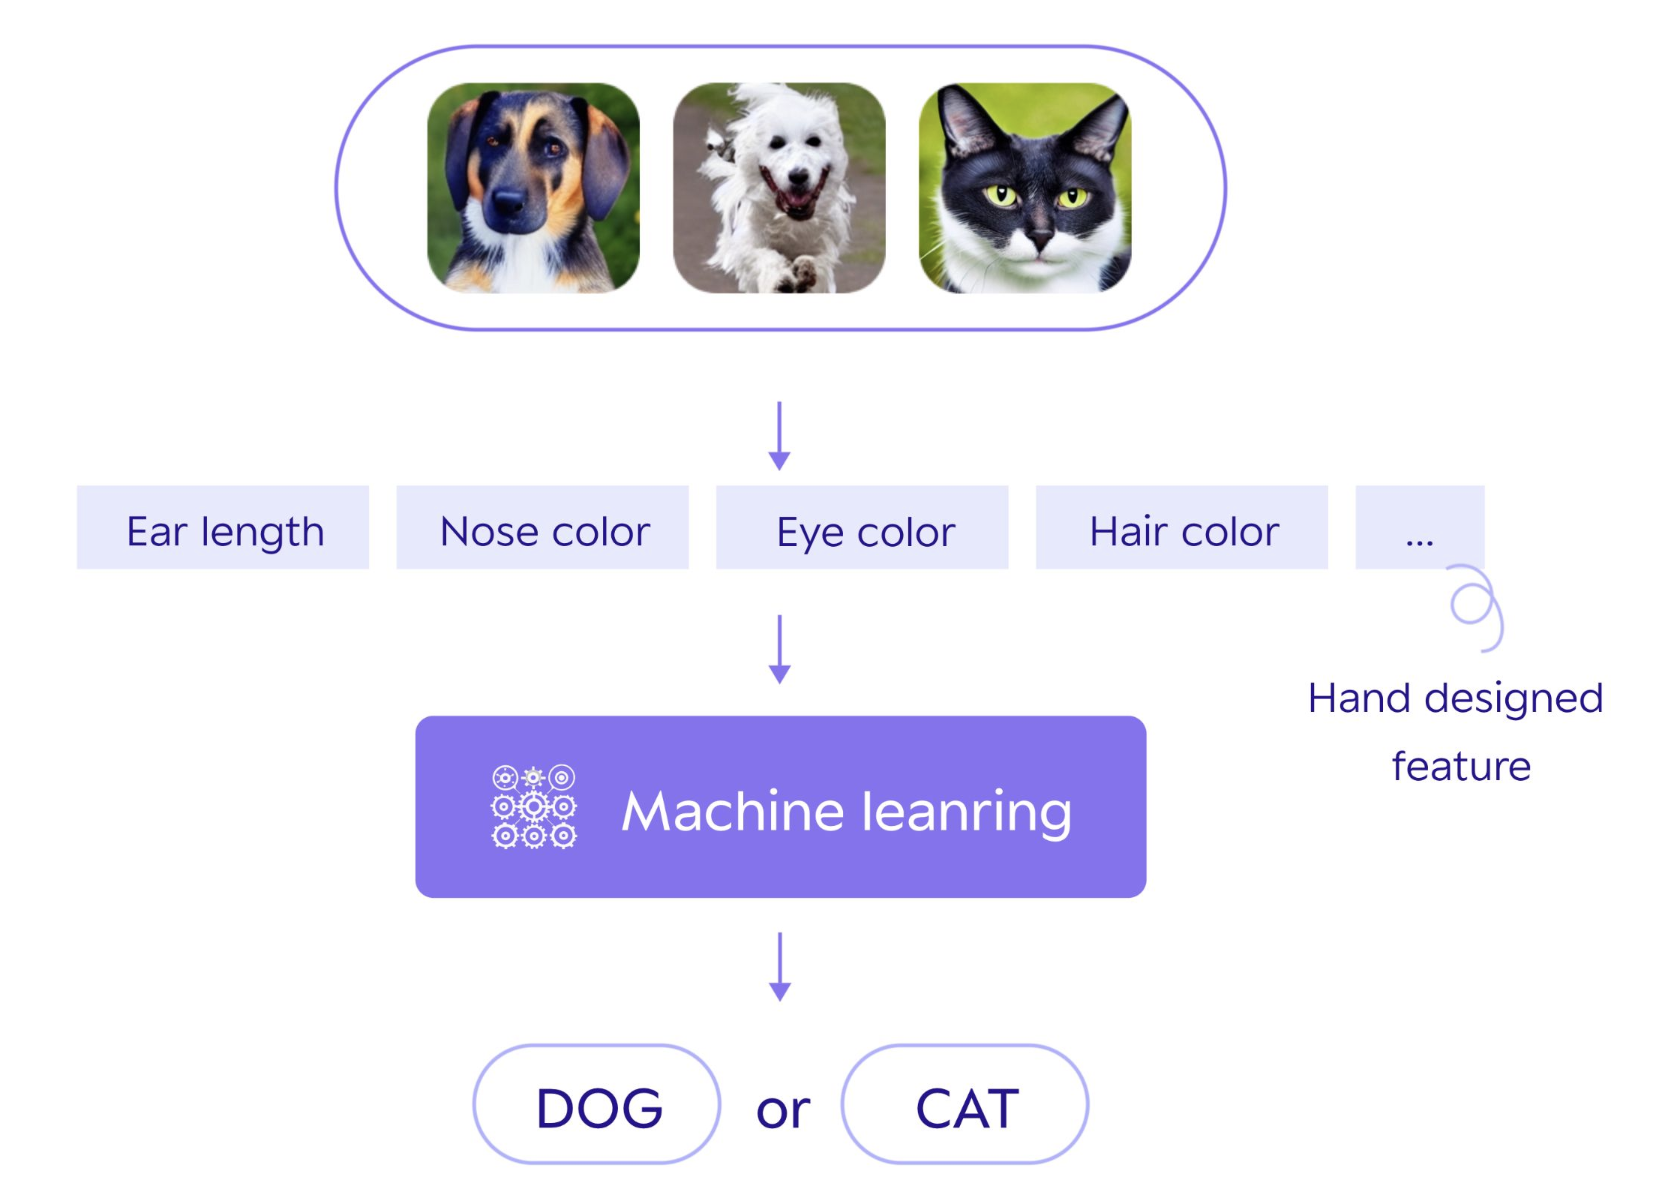 Ear length
Nose color
Eye color
Hair color
...
Hand designed
feature
Machine leanring
DOG or CAT